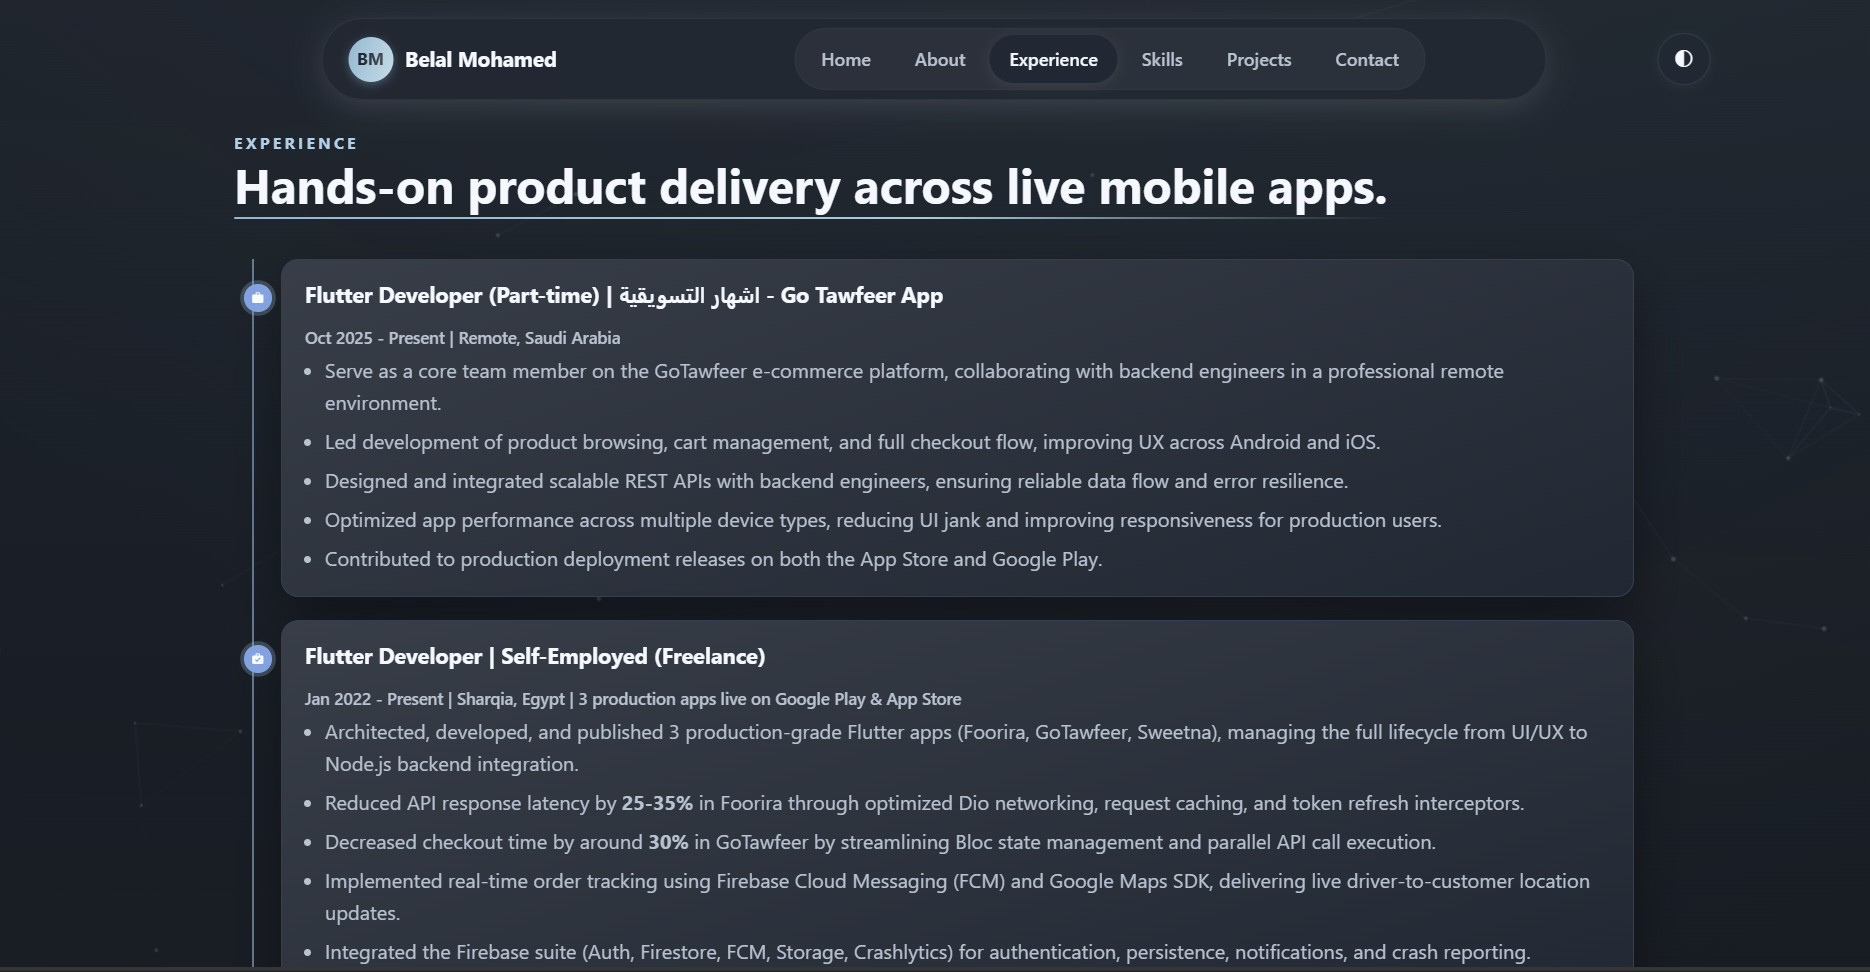 BM Belal Mohamed Home About Experience Skills Projects Contact
EXPERIENCE
Hands-on product delivery across live mobile apps.
Flutter Developer (Part-time) | اشهار التسويقية - Go Tawfeer App
Oct 2025 - Present | Remote, Saudi Arabia
• Serve as a core team member on the GoTawfeer e-commerce platform, collaborating with backend engineers in a professional remote
environment.
• Led development of product browsing, cart management, and full checkout flow, improving UX across Android and iOS.
• Designed and integrated scalable REST APIs with backend engineers, ensuring reliable data flow and error resilience.
• Optimized app performance across multiple device types, reducing UI jank and improving responsiveness for production users.
• Contributed to production deployment releases on both the App Store and Google Play.
Flutter Developer | Self-Employed (Freelance)
Jan 2022 - Present | Sharqia, Egypt | 3 production apps live on Google Play & App Store
• Architected, developed, and published 3 production-grade Flutter apps (Foorira, GoTawfeer, Sweetna), managing the full lifecycle from UI/UX to
Node.js backend integration.
• Reduced API response latency by 25-35% in Foorira through optimized Dio networking, request caching, and token refresh interceptors.
• Decreased checkout time by around 30% in GoTawfeer by streamlining Bloc state management and parallel API call execution.
• Implemented real-time order tracking using Firebase Cloud Messaging (FCM) and Google Maps SDK, delivering live driver-to-customer location
updates.
• Integrated the Firebase suite (Auth, Firestore, FCM, Storage, Crashlytics) for authentication, persistence, notifications, and crash reporting.